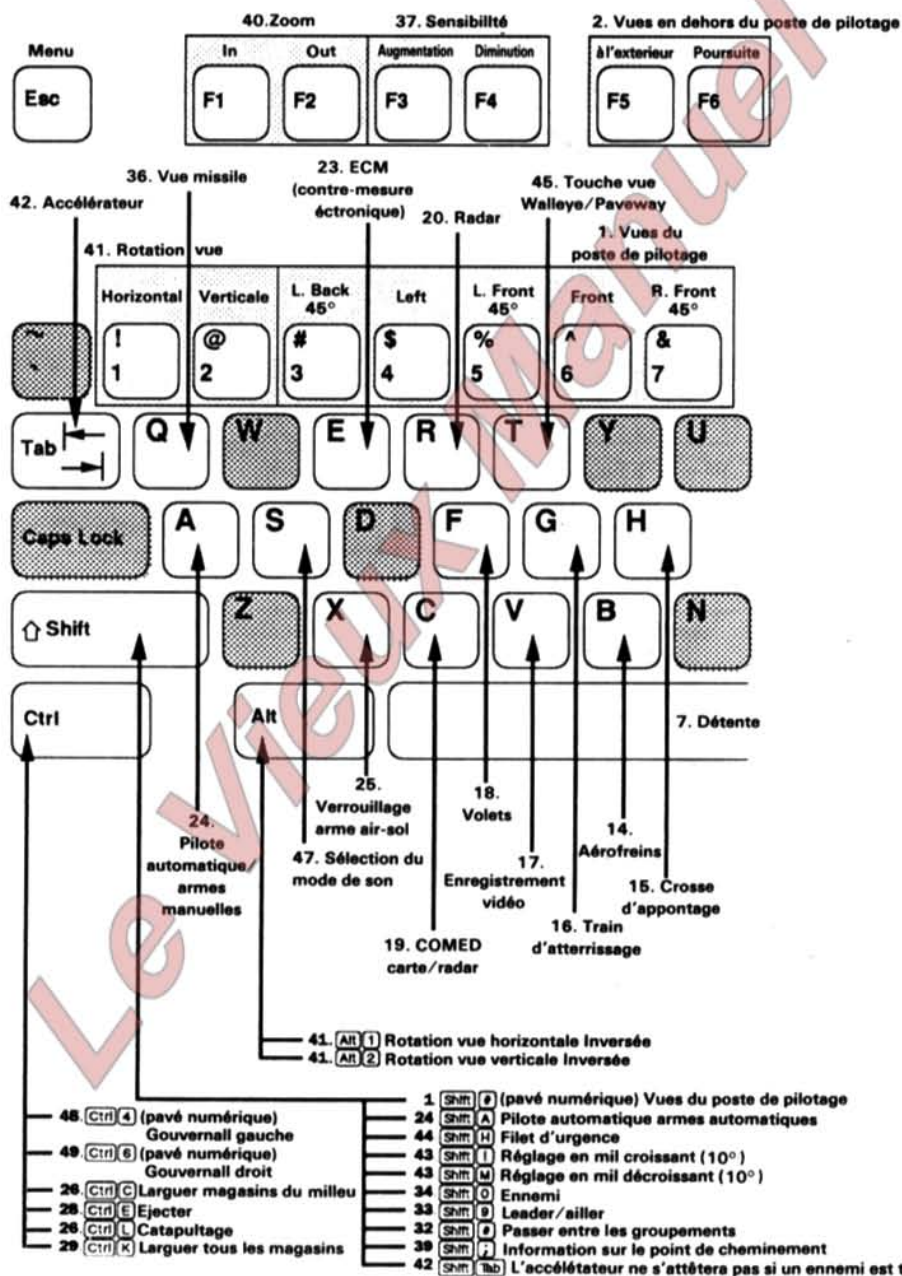 40.Zoom
37. Sensibillté
2. Vues en dehors du poste de pilotage
Menu
In
Out
Augmentation
Diminution
à l'exterieur
Poursuite
Esc
F1
F2
F3
F4
F5
F6
36. Vue missile
23. ECM
(contre-mesure
éctronique)
45. Touche vue
Walleye/Paveway
42. Accélérateur
20. Radar
1. Vues du
poste de pilotage
41. Rotation vue
Horizontal
Verticale
L. Back
45°
Left
L. Front
45°
Front
R. Front
45°
~
`
!
1
@
2
#
3
$
4
%
5
^
6
&
7
Tab
Q
W
E
R
T
Y
U
Caps Lock
A
S
D
F
G
H
⇧ Shift
Z
X
C
V
B
N
Ctrl
Alt
7. Détente
24.
Pilote
automatique
armes
manuelles
25.
Verrouillage
arme air-sol
47. Sélection du
mode de son
18.
Volets
17.
Enregistrement
vidéo
14.
Aérofreins
15. Crosse
d'appontage
16. Train
d'atterrissage
19. COMED
carte/radar
41. Alt 1 Rotation vue horizontale Inversée
41. Alt 2 Rotation vue verticale Inversée
48. Ctrl 4 (pavé numérique)
Gouvernall gauche
49. Ctrl 6 (pavé numérique)
Gouvernall droit
26. Ctrl C Larguer magasins du milleu
28. Ctrl E Ejecter
26. Ctrl L Catapultage
29 Ctrl K Larguer tous les magasins
1 Shift # (pavé numérique) Vues du poste de pilotage
24 Shift A Pilote automatique armes automatiques
44 Shift H Filet d'urgence
43 Shift I Réglage en mil croissant (10°)
43 Shift M Réglage en mil décroissant (10°)
34 Shift O Ennemi
33 Shift 9 Leader/ailler
32 Shift # Passer entre les groupements
39 Shift ; Information sur le point de cheminement
42 Shift Tab L'accélétateur ne s'attêtera pas si un ennemi est t
Le Vieux Manuel